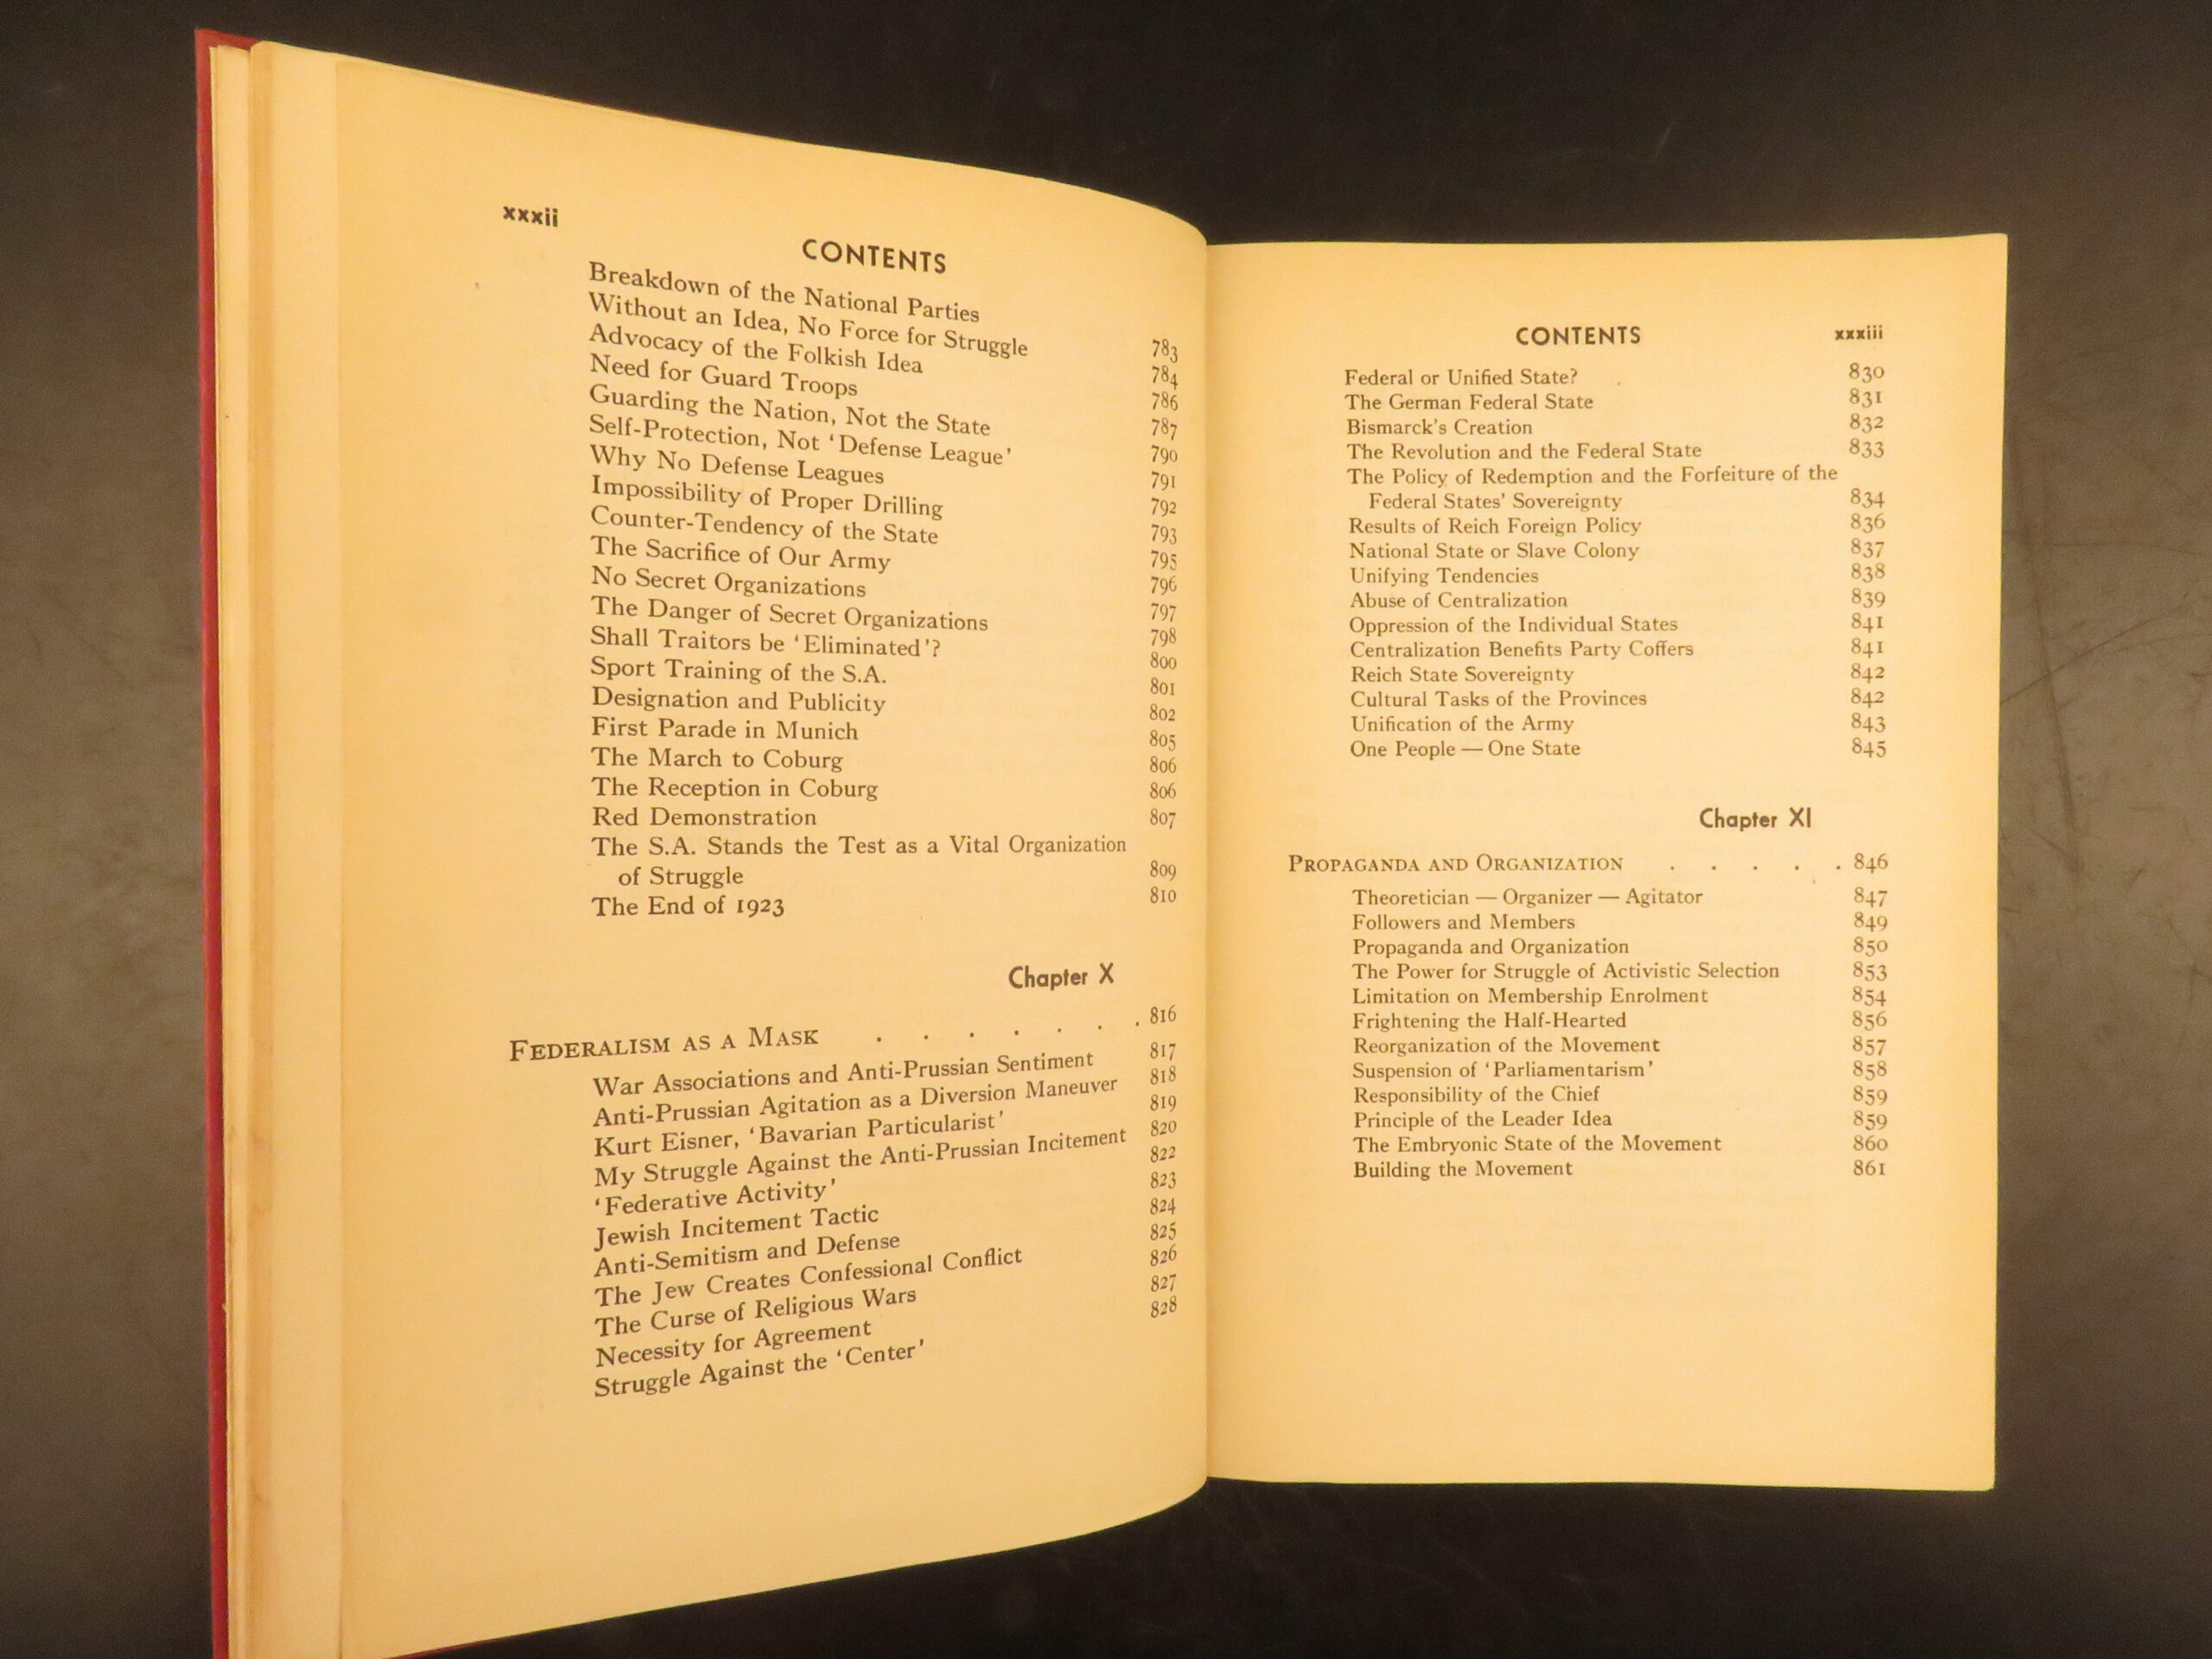 xxxii
CONTENTS
Breakdown of the National Parties 783
Without an Idea, No Force for Struggle 784
Advocacy of the Folkish Idea 786
Need for Guard Troops 787
Guarding the Nation, Not the State 790
Self-Protection, Not 'Defense League' 791
Why No Defense Leagues 792
Impossibility of Proper Drilling 793
Counter-Tendency of the State 795
The Sacrifice of Our Army 796
No Secret Organizations 797
The Danger of Secret Organizations 798
Shall Traitors be 'Eliminated'? 800
Sport Training of the S.A. 801
Designation and Publicity 802
First Parade in Munich 805
The March to Coburg 806
The Reception in Coburg 806
Red Demonstration 807
The S.A. Stands the Test as a Vital Organization
of Struggle 809
The End of 1923 810
Chapter X
FEDERALISM AS A MASK . . . . . . . 816
War Associations and Anti-Prussian Sentiment 817
Anti-Prussian Agitation as a Diversion Maneuver 818
Kurt Eisner, 'Bavarian Particularist' 819
My Struggle Against the Anti-Prussian Incitement 820
'Federative Activity' 822
Jewish Incitement Tactic 823
Anti-Semitism and Defense 824
The Jew Creates Confessional Conflict 825
The Curse of Religious Wars 826
Necessity for Agreement 827
Struggle Against the 'Center' 828
CONTENTS xxxiii
Federal or Unified State? 830
The German Federal State 831
Bismarck's Creation 832
The Revolution and the Federal State 833
The Policy of Redemption and the Forfeiture of the
Federal States' Sovereignty 834
Results of Reich Foreign Policy 836
National State or Slave Colony 837
Unifying Tendencies 838
Abuse of Centralization 839
Oppression of the Individual States 841
Centralization Benefits Party Coffers 841
Reich State Sovereignty 842
Cultural Tasks of the Provinces 842
Unification of the Army 843
One People — One State 845
Chapter XI
PROPAGANDA AND ORGANIZATION . . . . . 846
Theoretician — Organizer — Agitator 847
Followers and Members 849
Propaganda and Organization 850
The Power for Struggle of Activistic Selection 853
Limitation on Membership Enrolment 854
Frightening the Half-Hearted 856
Reorganization of the Movement 857
Suspension of 'Parliamentarism' 858
Responsibility of the Chief 859
Principle of the Leader Idea 859
The Embryonic State of the Movement 860
Building the Movement 861